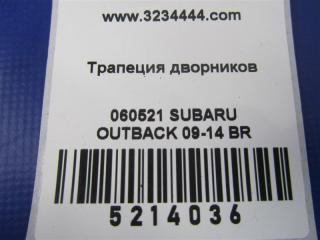 www.3234444.com
Трапеция дворников
060521 SUBARU
OUTBACK 09-14 BR
5214036